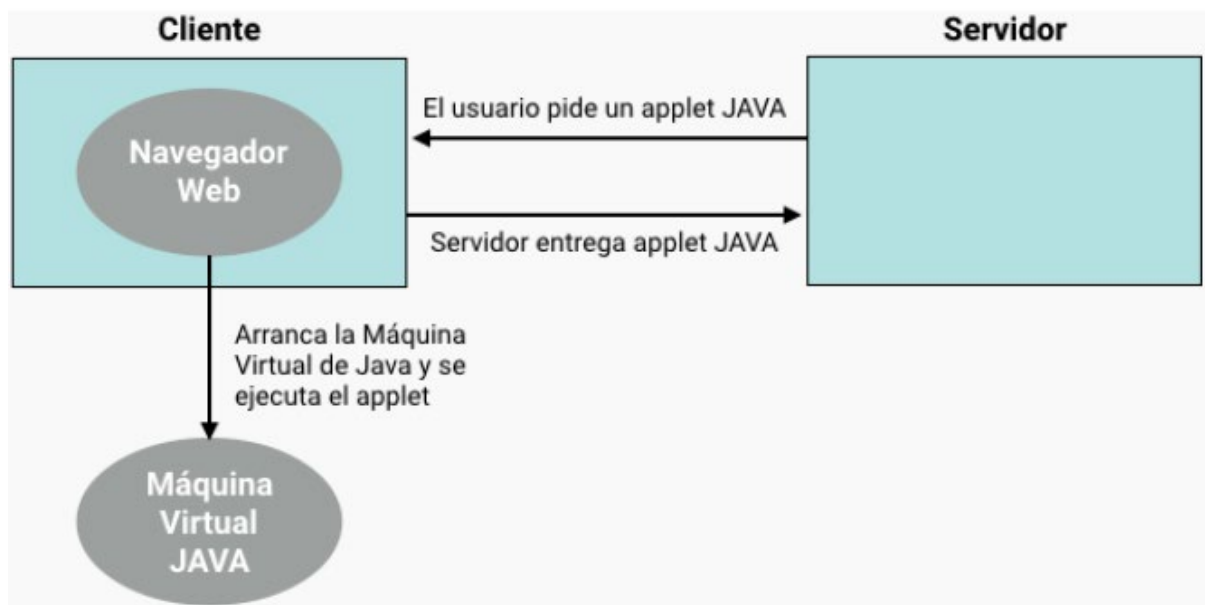 Cliente
Servidor
El usuario pide un applet JAVA
Navegador
Web
Servidor entrega applet JAVA
Arranca la Máquina
Virtual de Java y se
ejecuta el applet
Máquina
Virtual
JAVA